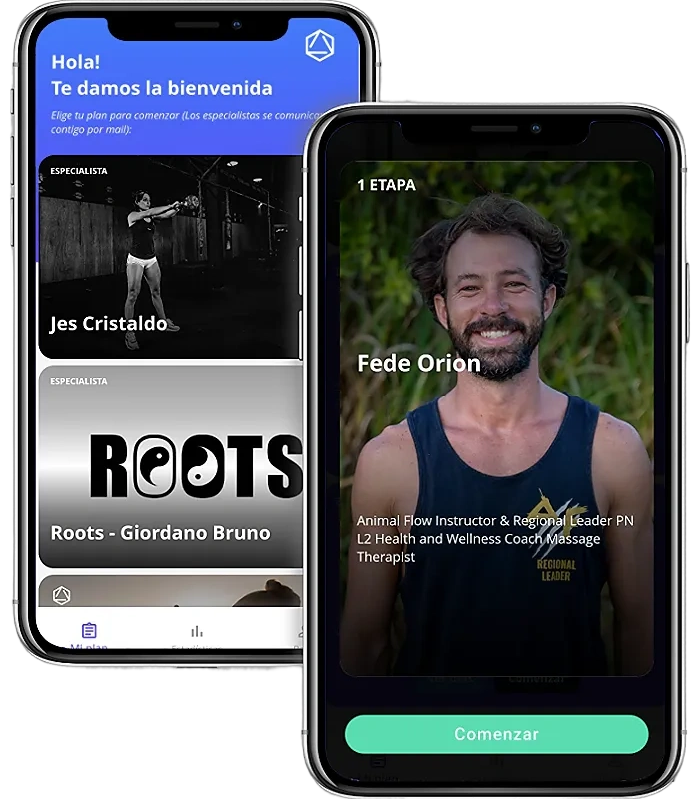 Hola!
Te damos la bienvenida
Elige tu plan para comenzar (Los especialistas se comunica
contigo por mail):
ESPECIALISTA
Jes Cristaldo
ESPECIALISTA
ROOTS
Roots - Giordano Bruno
Mi plan
Estadísticas
1 ETAPA
Fede Orion
Animal Flow Instructor & Regional Leader PN
L2 Health and Wellness Coach Massage
Therapist
REGIONAL
LEADER
Comenzar